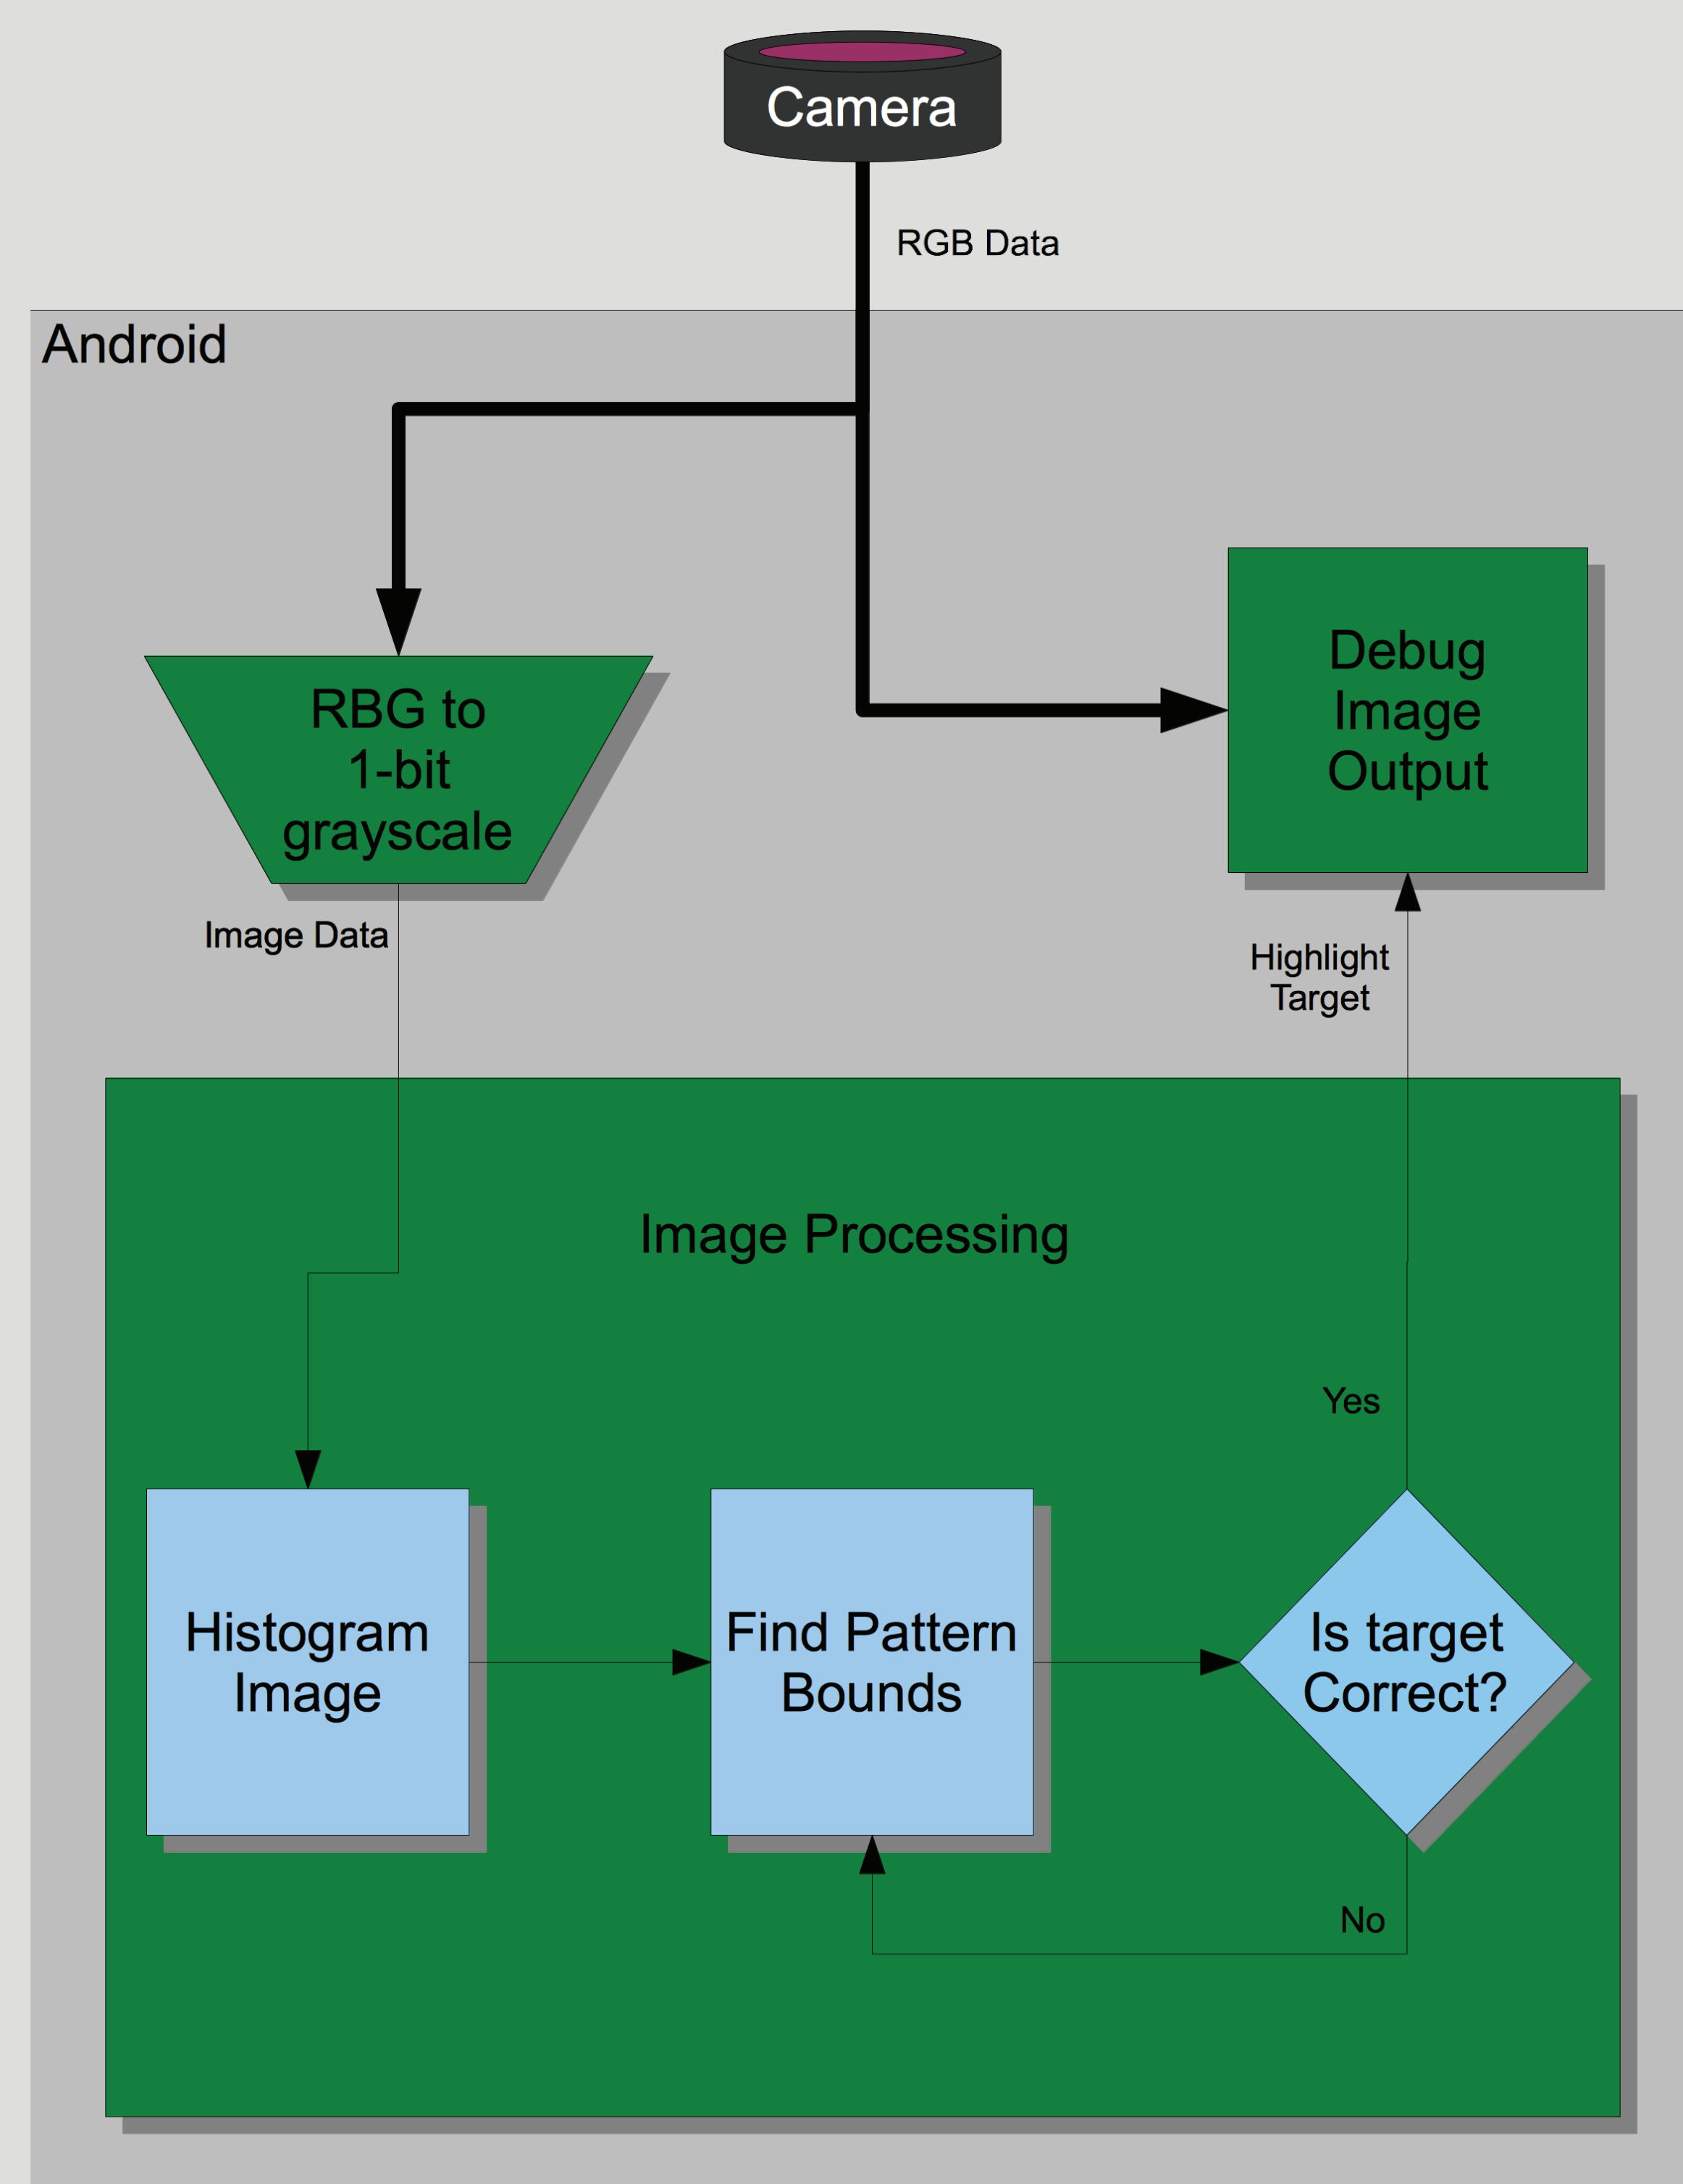 Camera
RGB Data
Android
RBG to
1-bit
grayscale
Debug
Image
Output
Image Data
Highlight
Target
Image Processing
Yes
Histogram
Image
Find Pattern
Bounds
Is target
Correct?
No